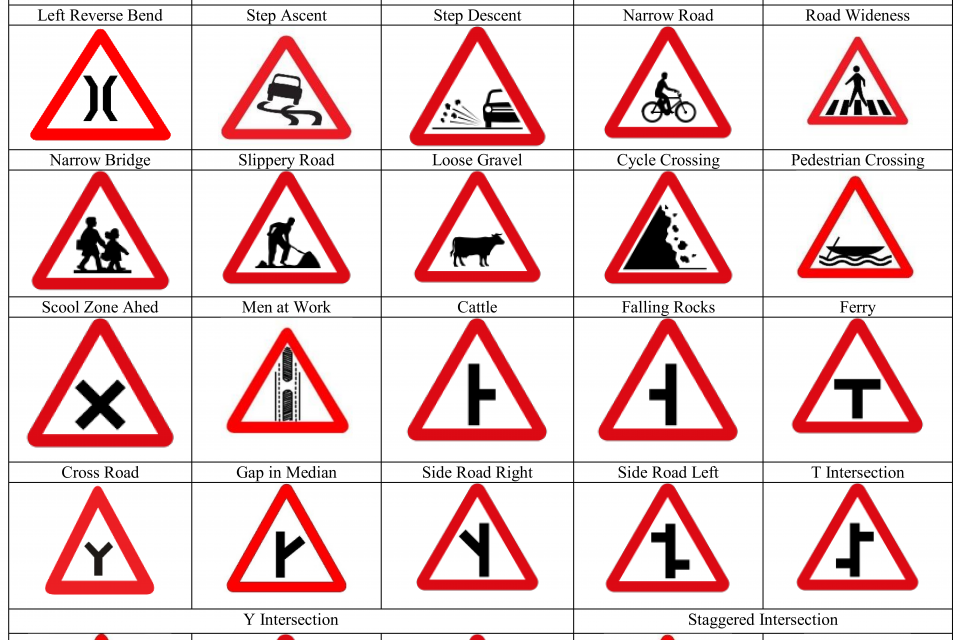 Left Reverse Bend Step Ascent Step Descent Narrow Road Road Wideness
Narrow Bridge Slippery Road Loose Gravel Cycle Crossing Pedestrian Crossing
Scool Zone Ahed Men at Work Cattle Falling Rocks Ferry
Cross Road Gap in Median Side Road Right Side Road Left T Intersection
Y Intersection Staggered Intersection